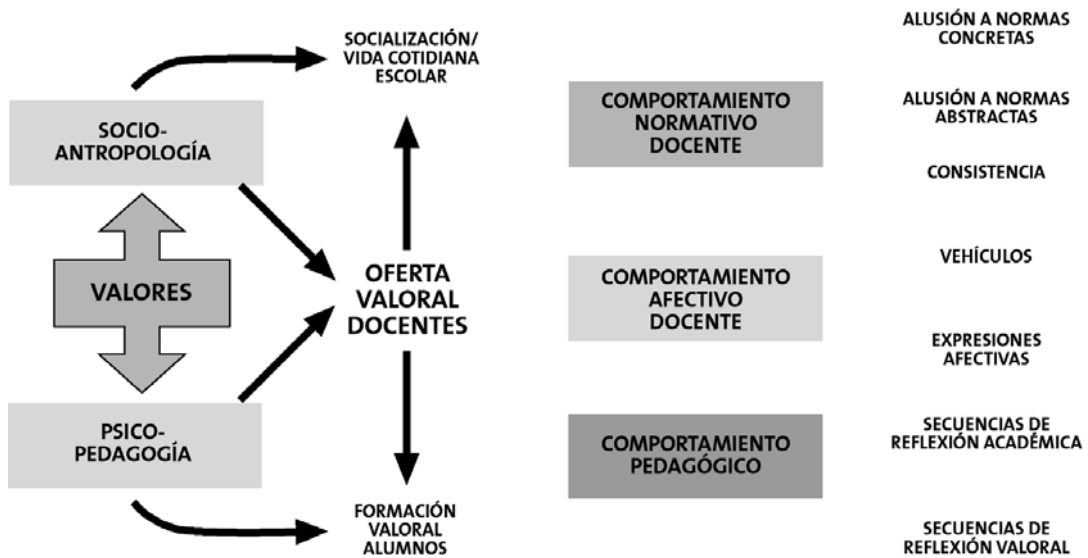 SOCIALIZACIÓN/
VIDA COTIDIANA
ESCOLAR
SOCIO-
ANTROPOLOGÍA
VALORES
PSICO-
PEDAGOGÍA
OFERTA
VALORAL
DOCENTES
FORMACIÓN
VALORAL
ALUMNOS
COMPORTAMIENTO
NORMATIVO
DOCENTE
COMPORTAMIENTO
AFECTIVO
DOCENTE
COMPORTAMIENTO
PEDAGÓGICO
ALUSIÓN A NORMAS
CONCRETAS
ALUSIÓN A NORMAS
ABSTRACTAS
CONSISTENCIA
VEHÍCULOS
EXPRESIONES
AFECTIVAS
SECUENCIAS DE
REFLEXIÓN ACADÉMICA
SECUENCIAS DE
REFLEXIÓN VALORAL